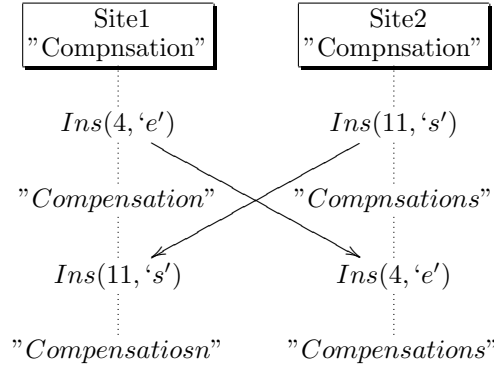 Site1
"Compnsation"
Site2
"Compnsation"
Ins(4, ‘e′)
Ins(11, ‘s′)
"Compensation"
"Compnsations"
Ins(11, ‘s′)
Ins(4, ‘e′)
"Compensatiosn"
"Compensations"